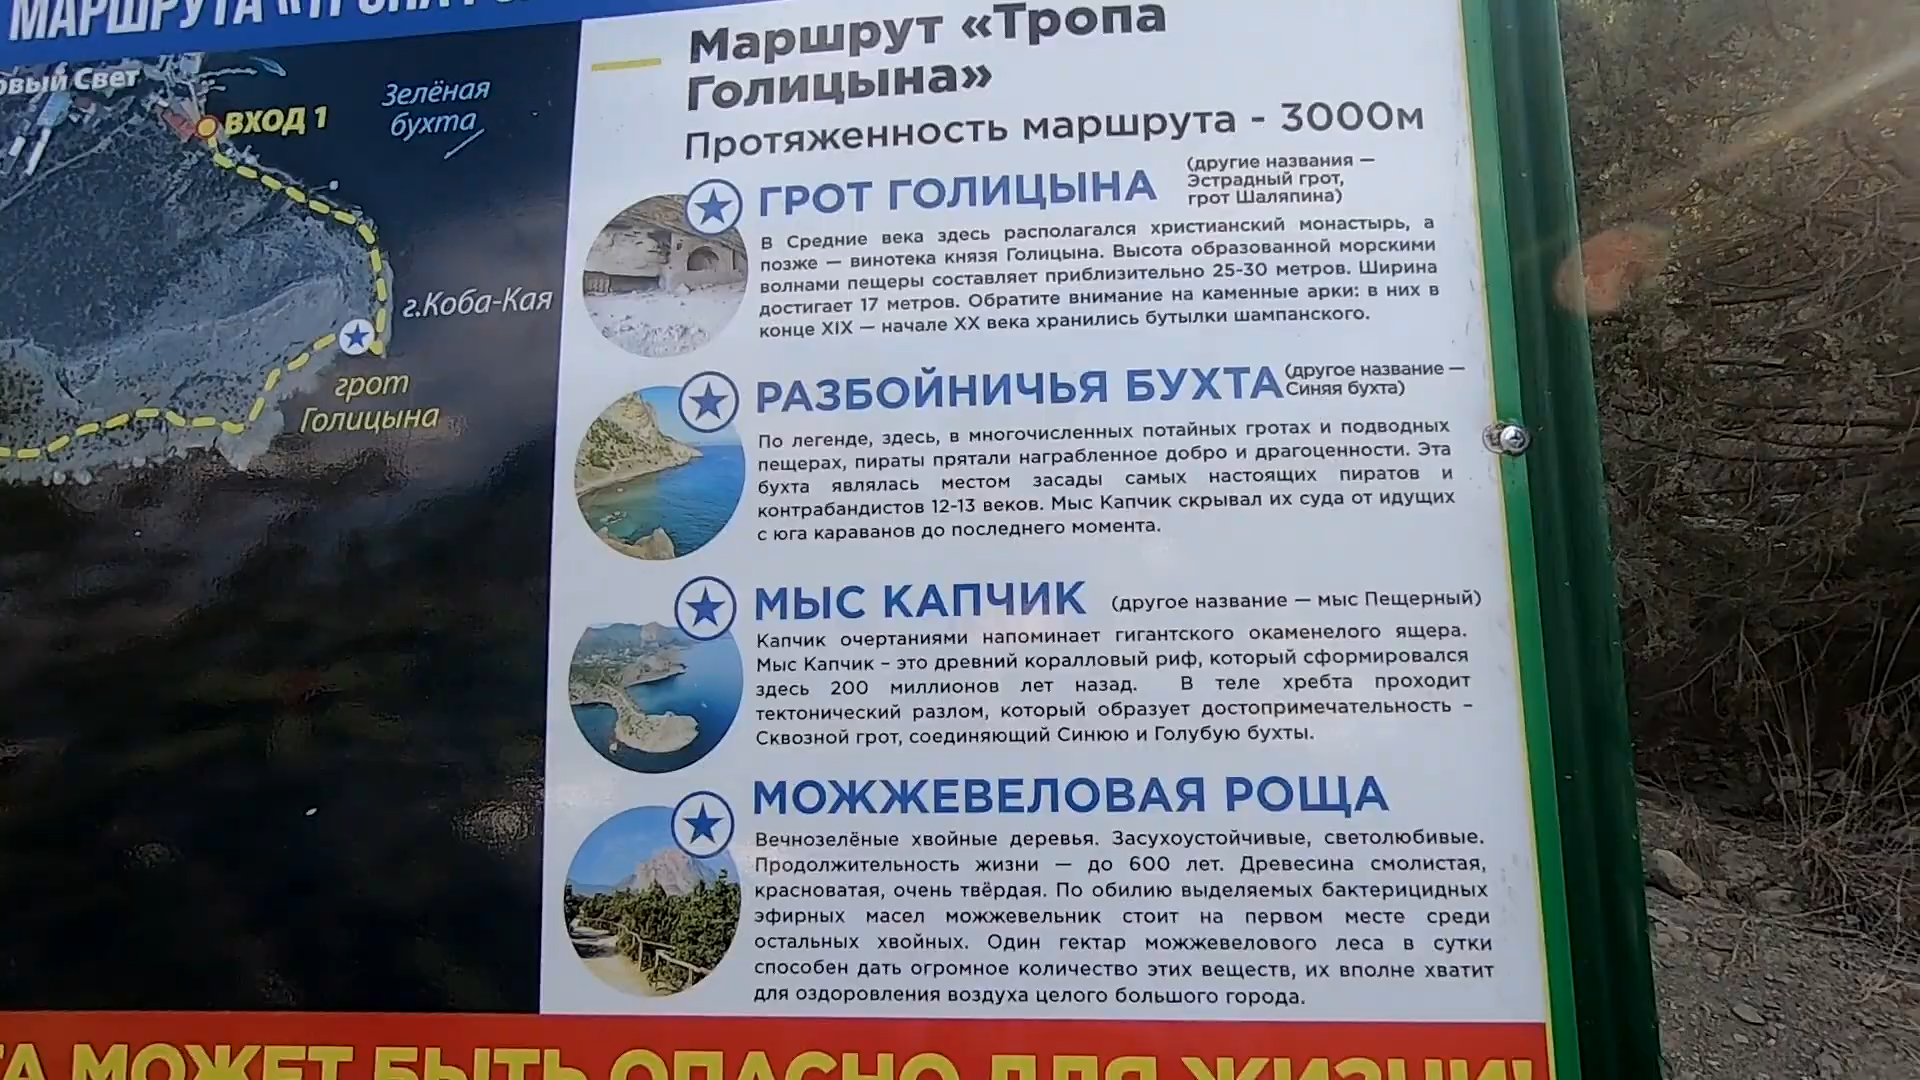 МАРШРУТА
овый Свет
ВХОД 1
Зелёная
бухта
г.Коба-Кая
грот
Голицына
Маршрут «Тропа
Голицына»
Протяженность маршрута - 3000м
ГРОТ ГОЛИЦЫНА
(другие названия —
Эстрадный грот,
грот Шаляпина)
В Средние века здесь располагался христианский монастырь, а
позже — винотека князя Голицына. Высота образованной морскими
волнами пещеры составляет приблизительно 25-30 метров. Ширина
достигает 17 метров. Обратите внимание на каменные арки: в них в
конце XIX — начале XX века хранились бутылки шампанского.
РАЗБОЙНИЧЬЯ БУХТА
(другое название —
Синяя бухта)
По легенде, здесь, в многочисленных потайных гротах и подводных
пещерах, пираты прятали награбленное добро и драгоценности. Эта
бухта являлась местом засады самых настоящих пиратов и
контрабандистов 12-13 веков. Мыс Капчик скрывал их суда от идущих
с юга караванов до последнего момента.
МЫС КАПЧИК (другое название — мыс Пещерный)
Капчик очертаниями напоминает гигантского окаменелого ящера.
Мыс Капчик – это древний коралловый риф, который сформировался
здесь 200 миллионов лет назад. В теле хребта проходит
тектонический разлом, который образует достопримечательность –
Сквозной грот, соединяющий Синюю и Голубую бухты.
МОЖЖЕВЕЛОВАЯ РОЩА
Вечнозелёные хвойные деревья. Засухоустойчивые, светолюбивые.
Продолжительность жизни — до 600 лет. Древесина смолистая,
красноватая, очень твёрдая. По обилию выделяемых бактерицидных
эфирных масел можжевельник стоит на первом месте среди
остальных хвойных. Один гектар можжевелового леса в сутки
способен дать огромное количество этих веществ, их вполне хватит
для оздоровления воздуха целого большого города.
ТА МОЖЕТ БЫТЬ ОПАСНО ДЛЯ ЖИЗНИ!